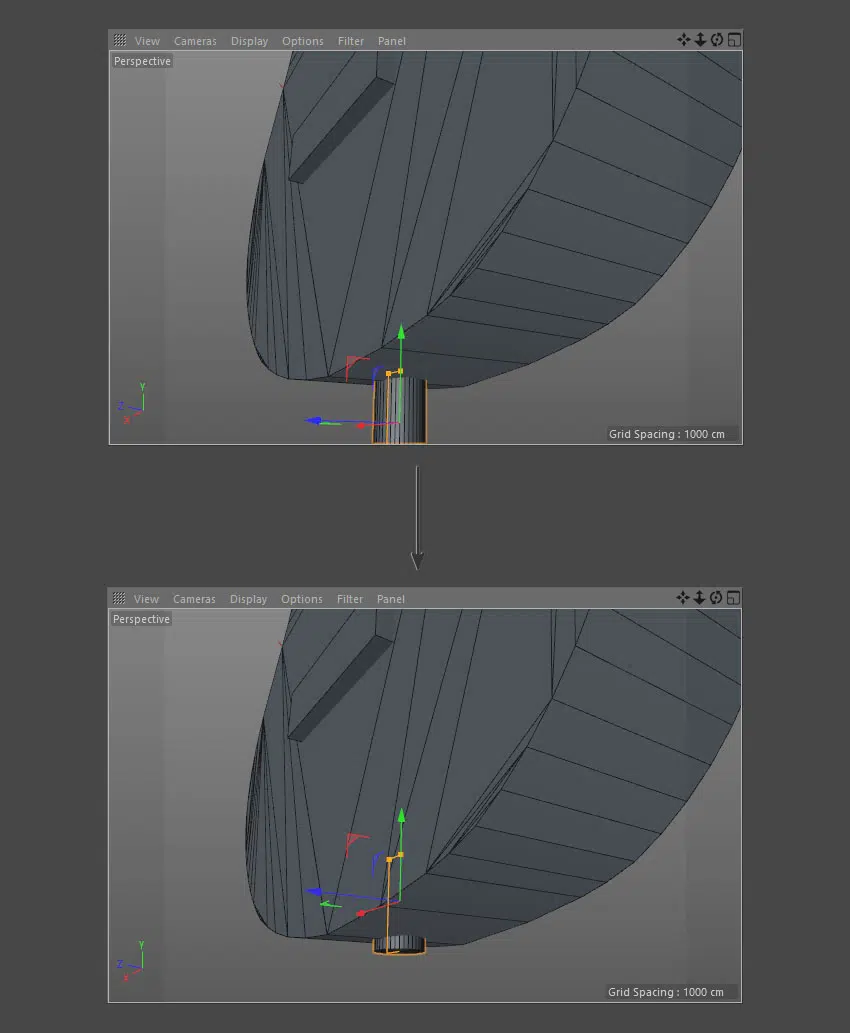 View Cameras Display Options Filter Panel
Perspective
Y
Z
X
Grid Spacing : 1000 cm
View Cameras Display Options Filter Panel
Perspective
Y
Z
X
Grid Spacing : 1000 cm